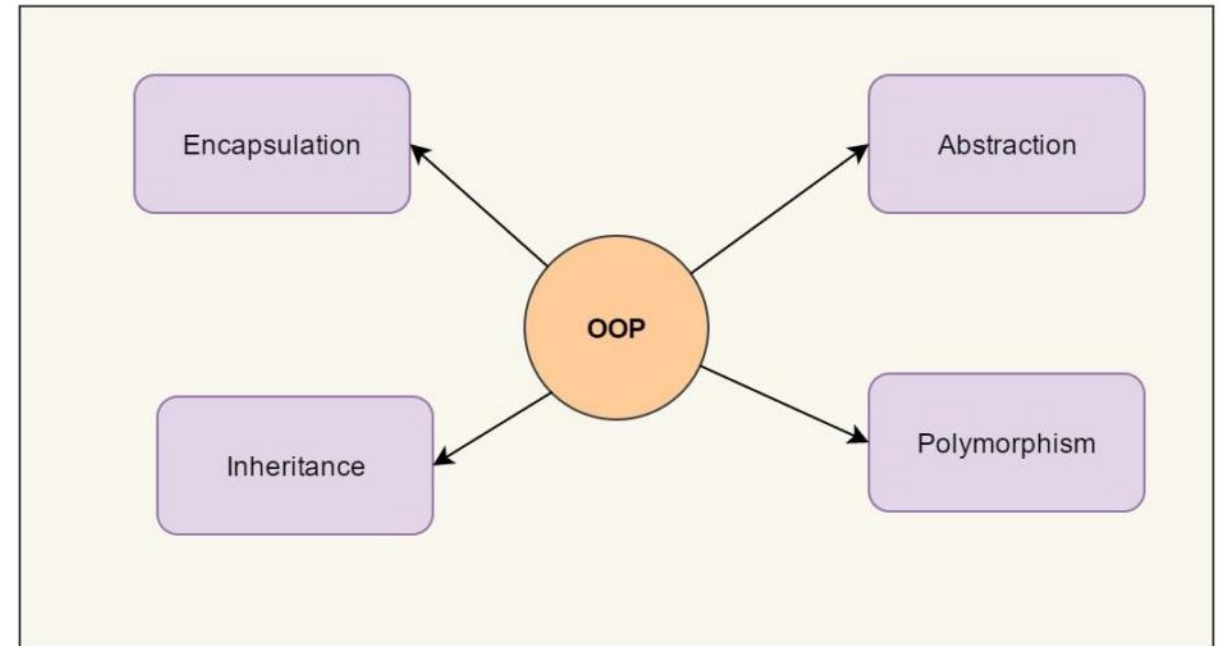 Encapsulation
Abstraction
OOP
Inheritance
Polymorphism